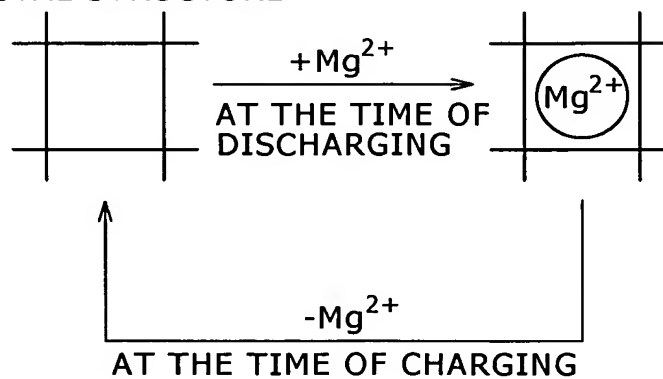 +Mg²⁺
Mg²⁺
AT THE TIME OF
DISCHARGING
-Mg²⁺
AT THE TIME OF CHARGING